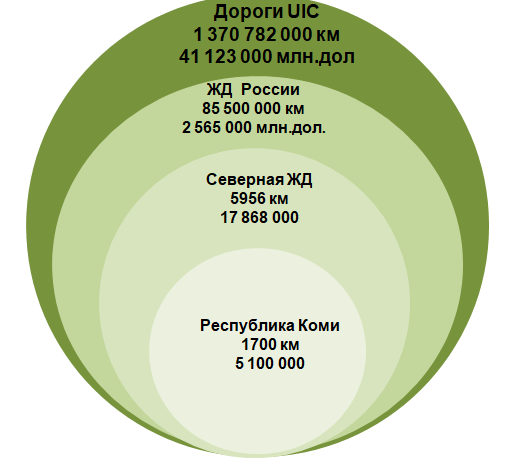 Дороги UIC
1 370 782 000 км
41 123 000 млн.дол
ЖД России
85 500 000 км
2 565 000 млн.дол.
Северная ЖД
5956 км
17 868 000
Республика Коми
1700 км
5 100 000